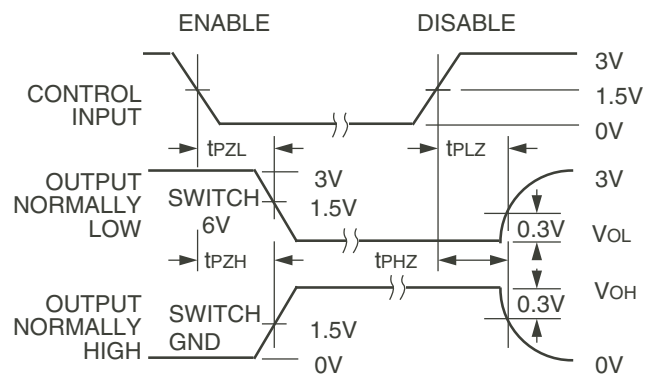 ENABLE DISABLE
3V
CONTROL
INPUT
1.5V
0V
tPZL tPLZ
OUTPUT
NORMALLY
LOW
SWITCH
6V
3V
1.5V
3V
0.3V
VOL
tPZH tPHZ
OUTPUT
NORMALLY
HIGH
SWITCH
GND
1.5V
0V
0.3V
VOH
0V